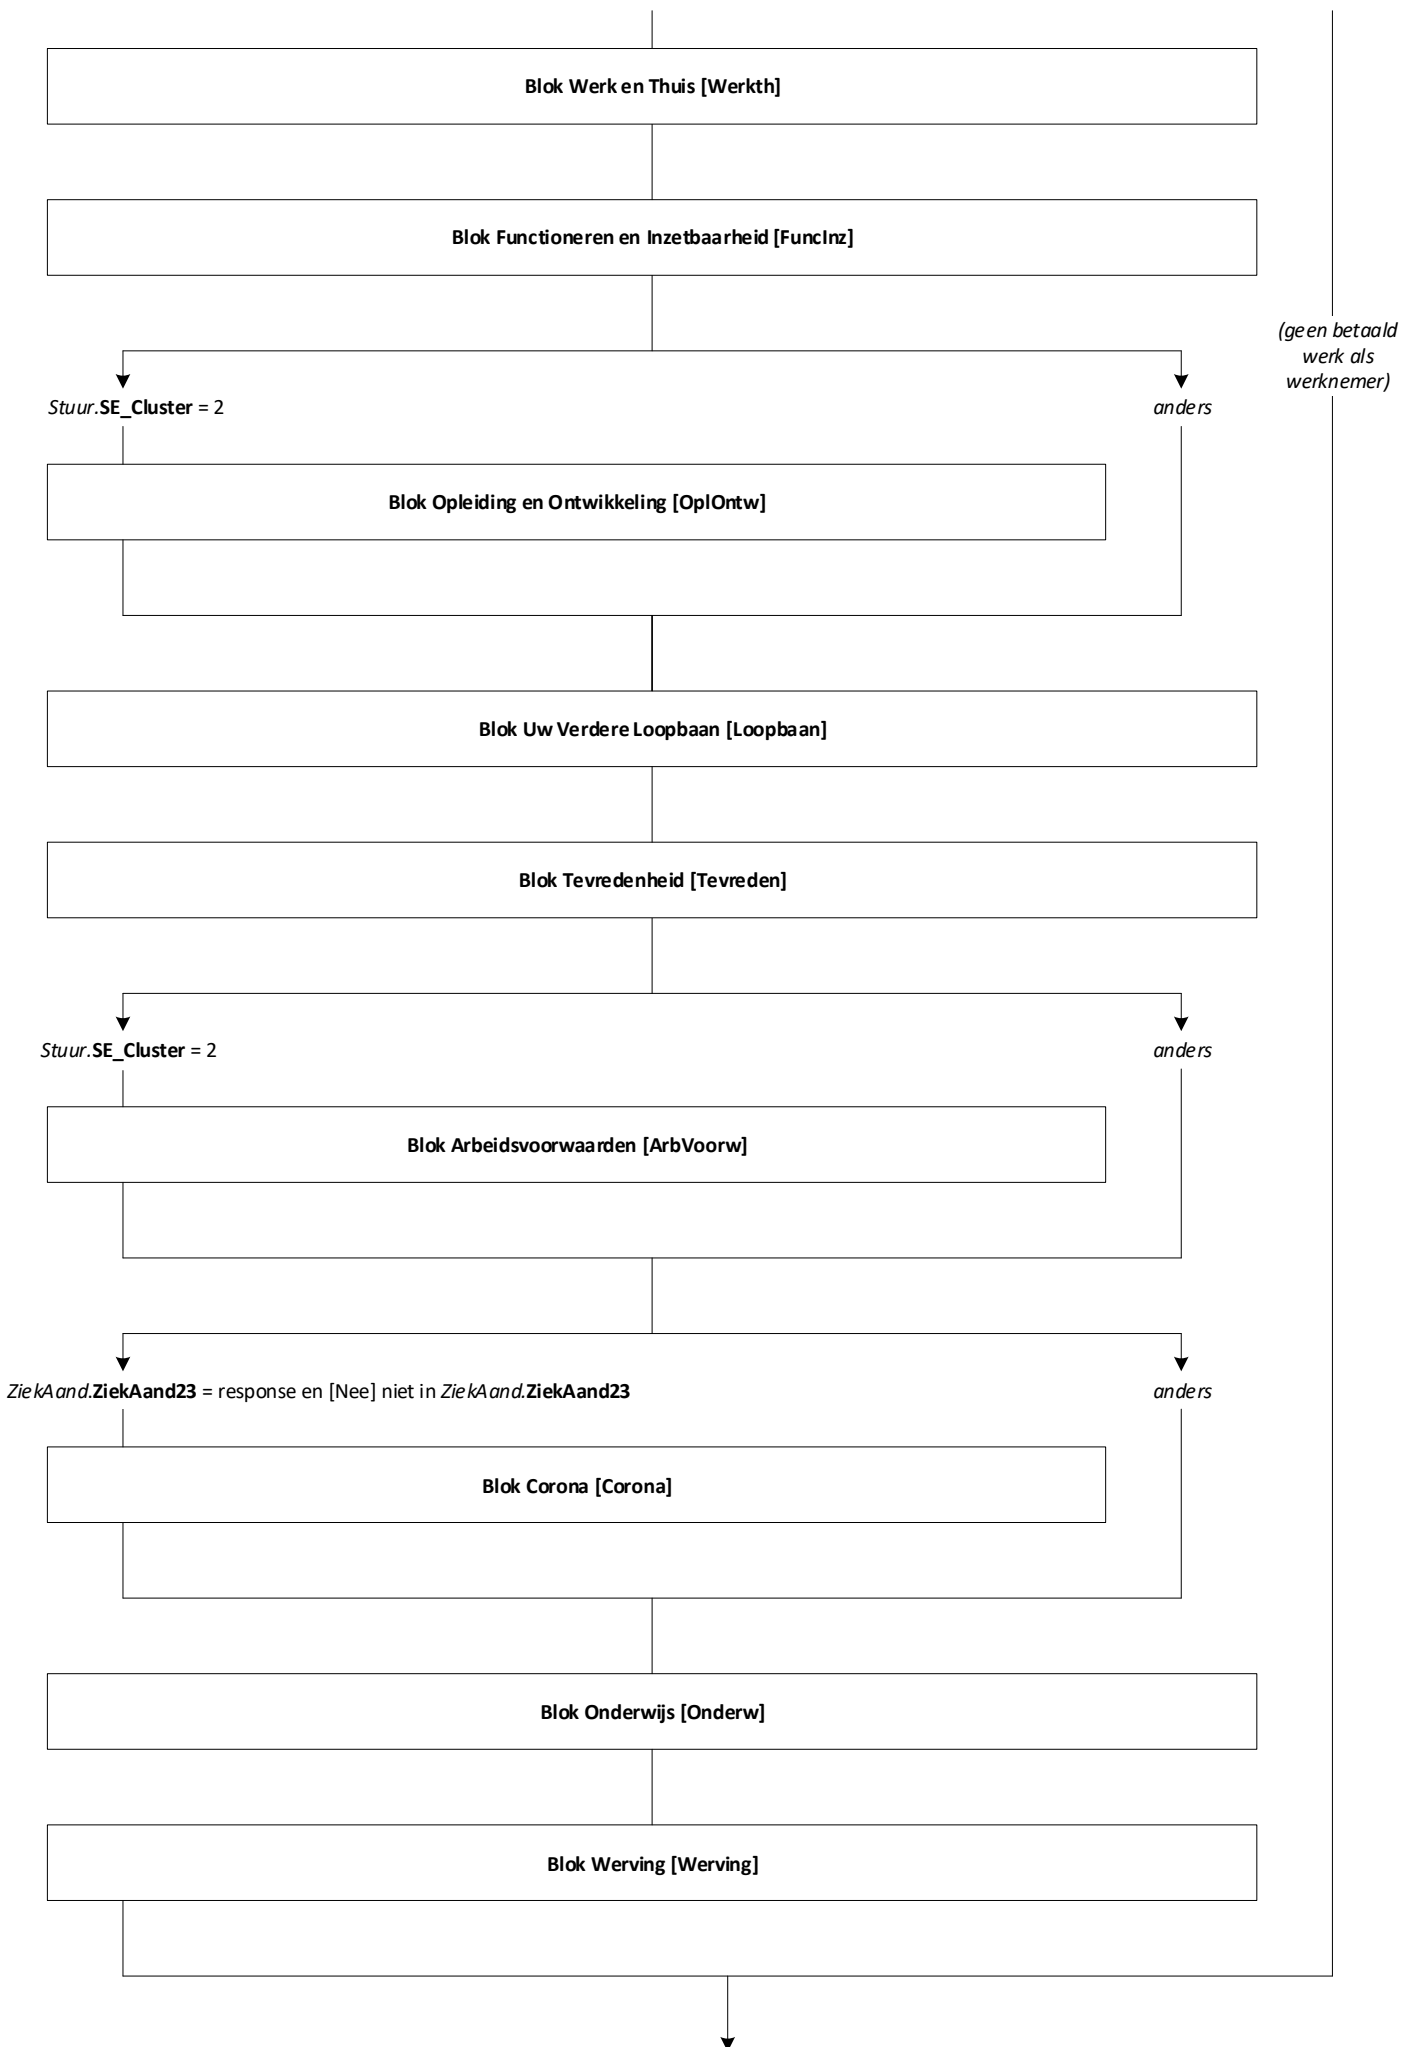 Blok Werk en Thuis [Werkth]
Blok Functioneren en Inzetbaarheid [FuncInz]
(geen betaald
werk als
werknemer)
Stuur.SE_Cluster = 2
anders
Blok Opleiding en Ontwikkeling [OplOntw]
Blok Uw Verdere Loopbaan [Loopbaan]
Blok Tevredenheid [Tevreden]
Stuur.SE_Cluster = 2
anders
Blok Arbeidsvoorwaarden [ArbVoorw]
ZiekAand.ZiekAand23 = response en [Nee] niet in ZiekAand.ZiekAand23
anders
Blok Corona [Corona]
Blok Onderwijs [Onderw]
Blok Werving [Werving]